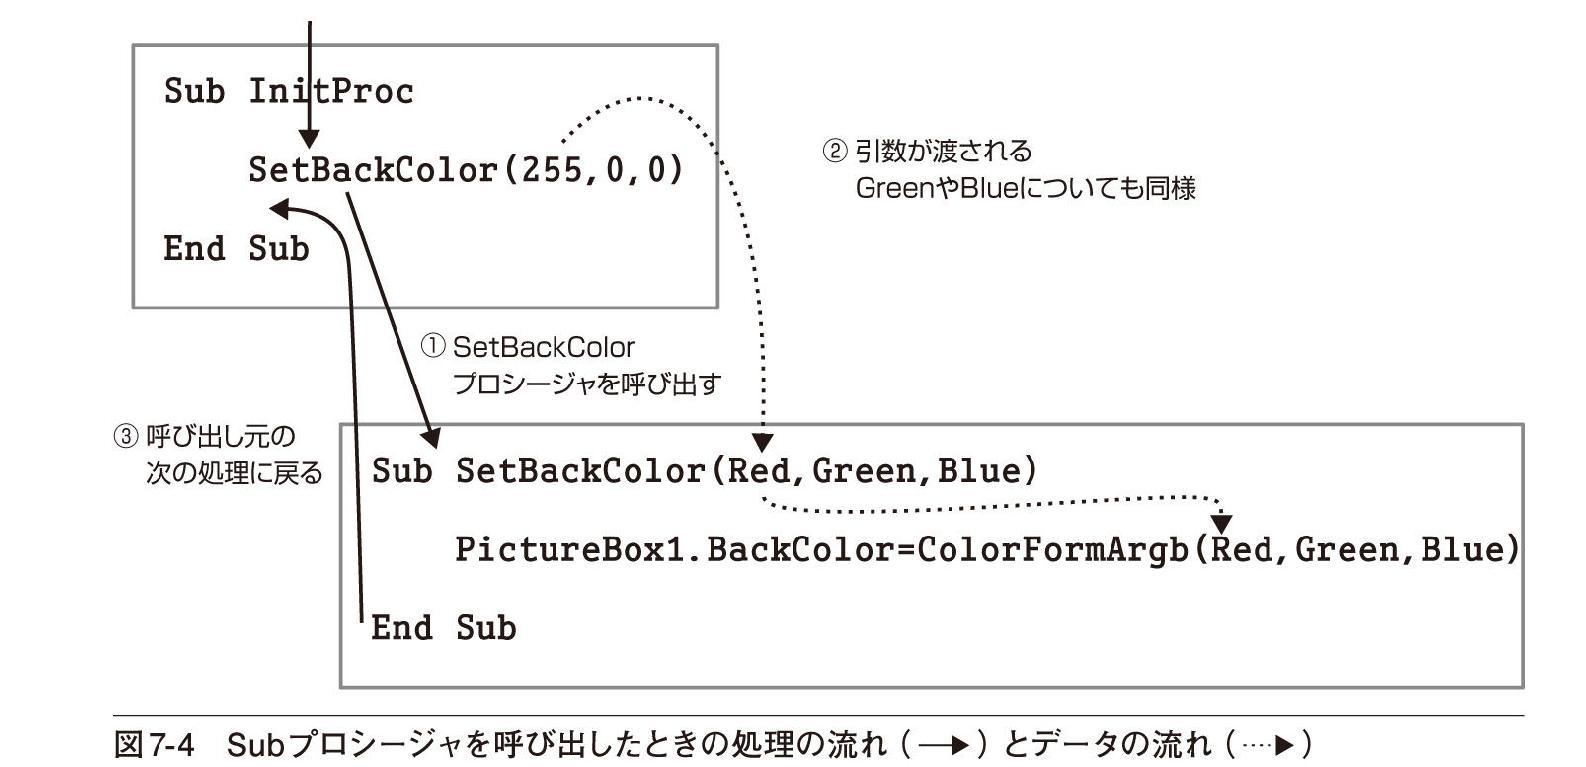 Sub InitProc
SetBackColor(255,0,0)
End Sub
② 引数が渡される
GreenやBlueについても同様
① SetBackColor
プロシージャを呼び出す
③ 呼び出し元の
次の処理に戻る
Sub SetBackColor(Red,Green,Blue)
PictureBox1.BackColor=ColorFormArgb(Red,Green,Blue)
End Sub
図7-4 Subプロシージャを呼び出したときの処理の流れ（─▶）とデータの流れ（····▶）